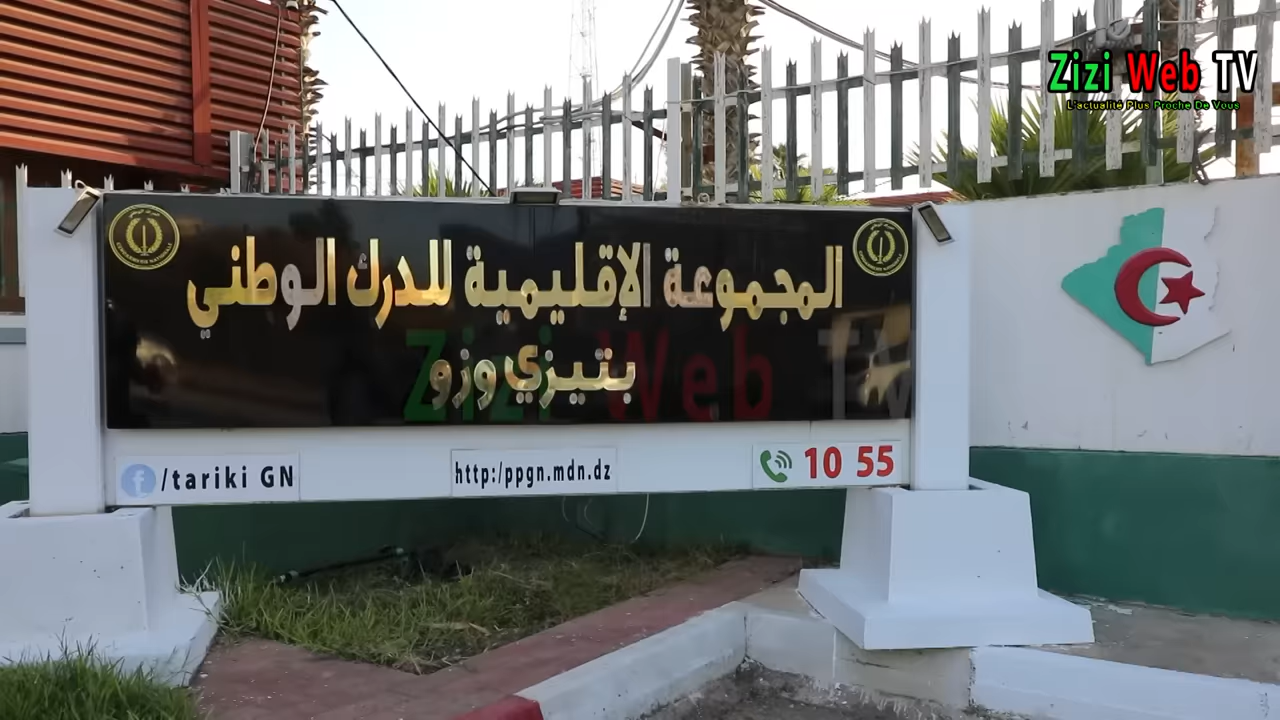 Zizi Web TV
L'actualité Plus Proche De Vous
المجموعة الإقليمية للدرك الوطني
بتيزي وزو
Zizi Web TV
/tariki GN
http:/ppgn.mdn.dz
10 55